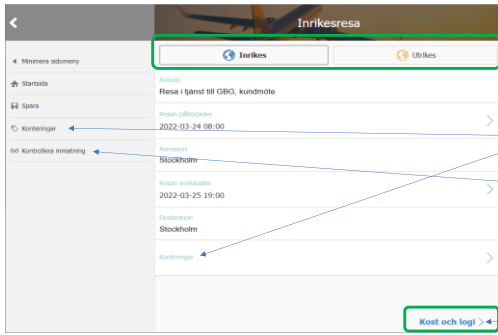 Inrikesresa
Minimera sidomeny
Startsida
Spara
Konteringar
Kontrollera inmatning
Inrikes
Utrikes
Ärende
Resa i tjänst till GBG, kundmöte
Resan påbörjades
2022-03-24 08:00
Avreseort
Stockholm
Resan avslutades
2022-03-25 19:00
Destination
Stockholm
Konteringar
Kost och logi